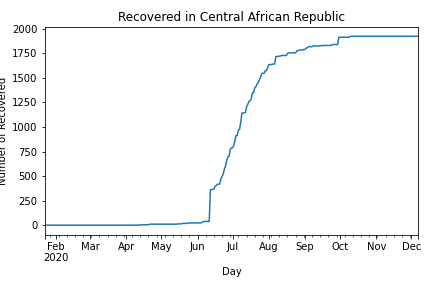 Recovered in Central African Republic
Number of Recovered
2000
1750
1500
1250
1000
750
500
250
0
Feb Mar Apr May Jun Jul Aug Sep Oct Nov Dec
2020
Day